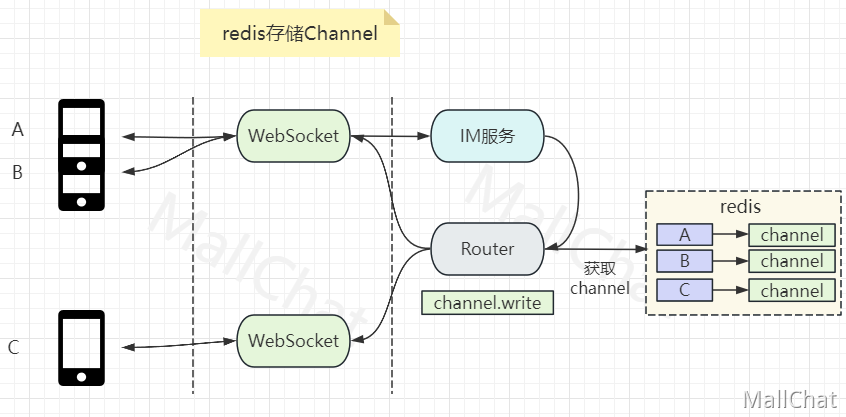 redis存储Channel
A
B
C
WebSocket
IM服务
WebSocket
Router
channel.write
获取
channel
redis
A
channel
B
channel
C
channel
MallChat
MallChat
MallChat